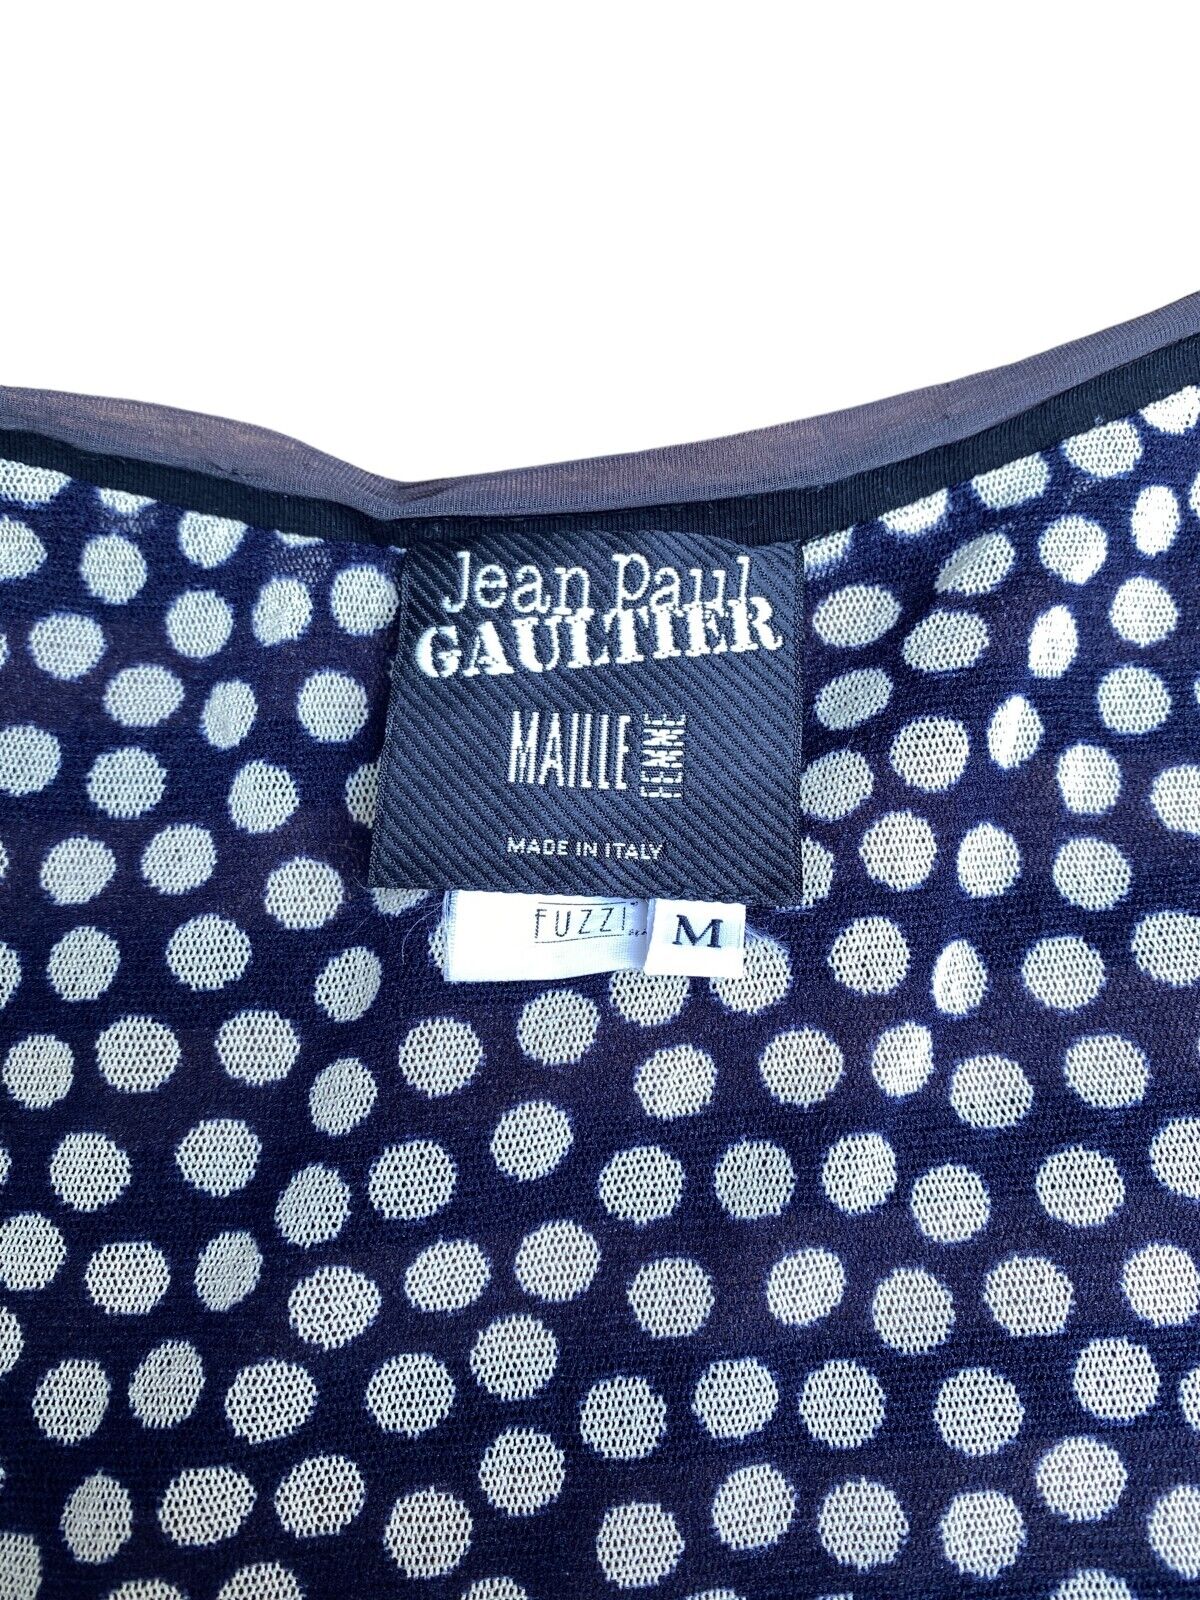 Jean Paul
GAULTIER
MAILLE FEMME
MADE IN ITALY
FUZZI
M